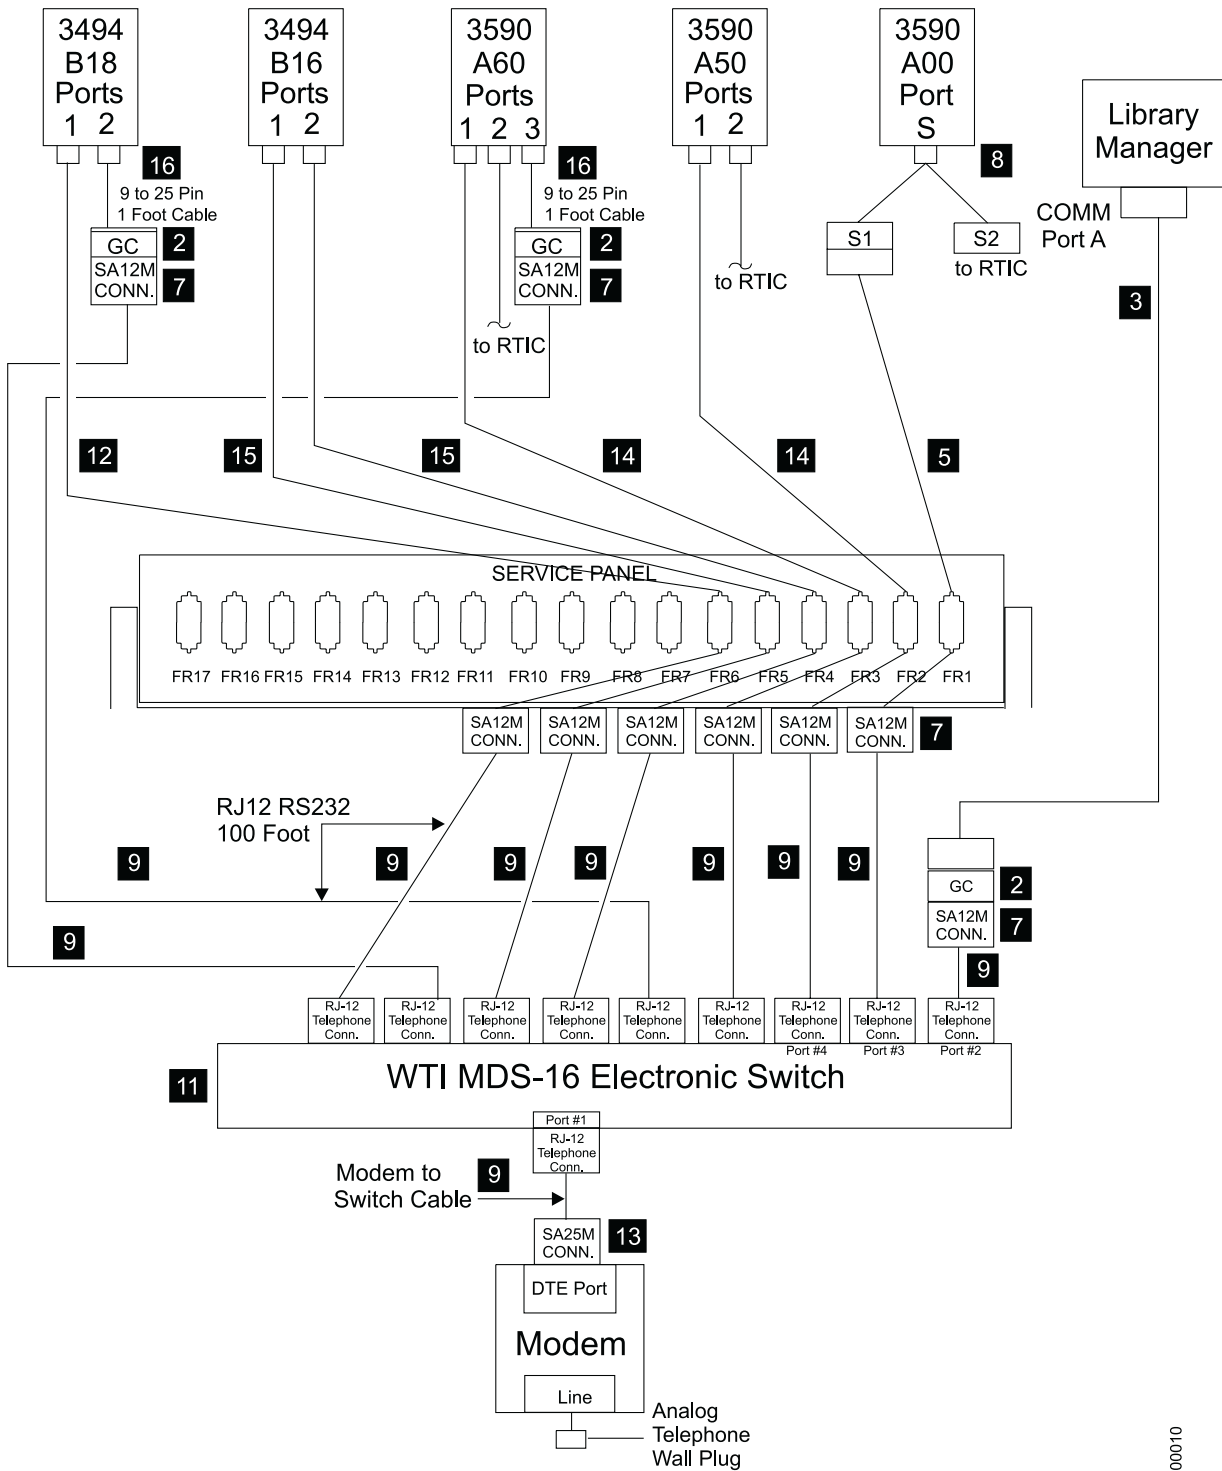 3494
B18
Ports
1 2
3494
B16
Ports
1 2
3590
A60
Ports
1 2 3
3590
A50
Ports
1 2
3590
A00
Port
S
Library
Manager
16
9 to 25 Pin
1 Foot Cable
16
9 to 25 Pin
1 Foot Cable
8
COMM
Port A
GC
2
SA12M
CONN.
7
GC
2
SA12M
CONN.
7
to RTIC
to RTIC
S1
S2
to RTIC
3
12
15
15
14
14
5
SERVICE PANEL
FR17 FR16 FR15 FR14 FR13 FR12 FR11 FR10 FR9 FR8 FR7 FR6 FR5 FR4 FR3 FR2 FR1
SA12M
CONN.
SA12M
CONN.
SA12M
CONN.
SA12M
CONN.
SA12M
CONN.
SA12M
CONN.
7
RJ12 RS232
100 Foot
9
9
9
9
9
9
9
9
GC
2
SA12M
CONN.
7
9
RJ-12
Telephone
Conn.
RJ-12
Telephone
Conn.
RJ-12
Telephone
Conn.
RJ-12
Telephone
Conn.
RJ-12
Telephone
Conn.
RJ-12
Telephone
Conn.
RJ-12
Telephone
Conn.
Port #4
RJ-12
Telephone
Conn.
Port #3
RJ-12
Telephone
Conn.
Port #2
11
WTI MDS-16 Electronic Switch
Port #1
RJ-12
Telephone
Conn.
Modem to
Switch Cable
9
SA25M
CONN.
13
DTE Port
Modem
Line
Analog
Telephone
Wall Plug
00010